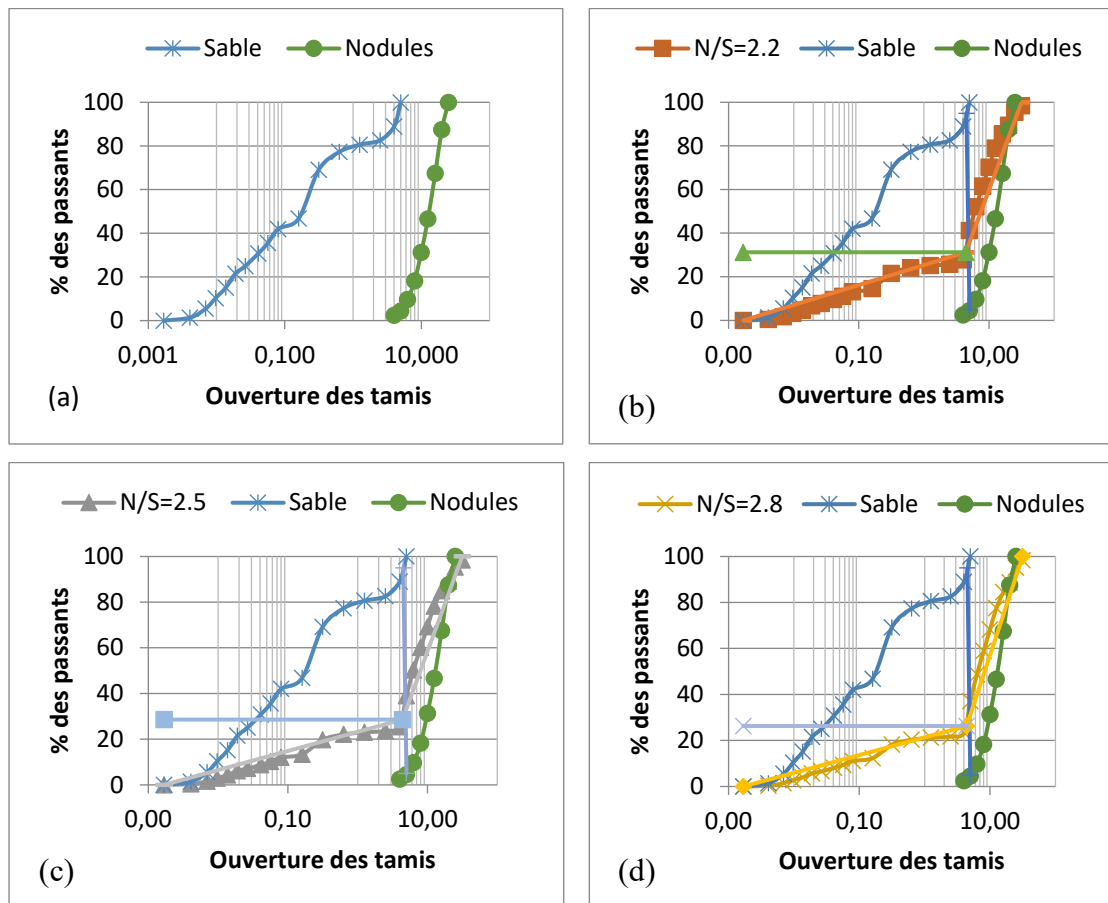 Sable Nodules
100
80
60
40
20
0
0,001 0,100 10,000
% des passants
Ouverture des tamis
(a)
N/S=2.2 Sable Nodules
100
80
60
40
20
0
0,00 0,10 10,00
% des passants
Ouverture des tamis
(b)
N/S=2.5 Sable Nodules
100
80
60
40
20
0
0,00 0,10 10,00
% des passants
Ouverture des tamis
(c)
N/S=2.8 Sable Nodules
100
80
60
40
20
0
0,00 0,10 10,00
% des passants
Ouverture des tamis
(d)